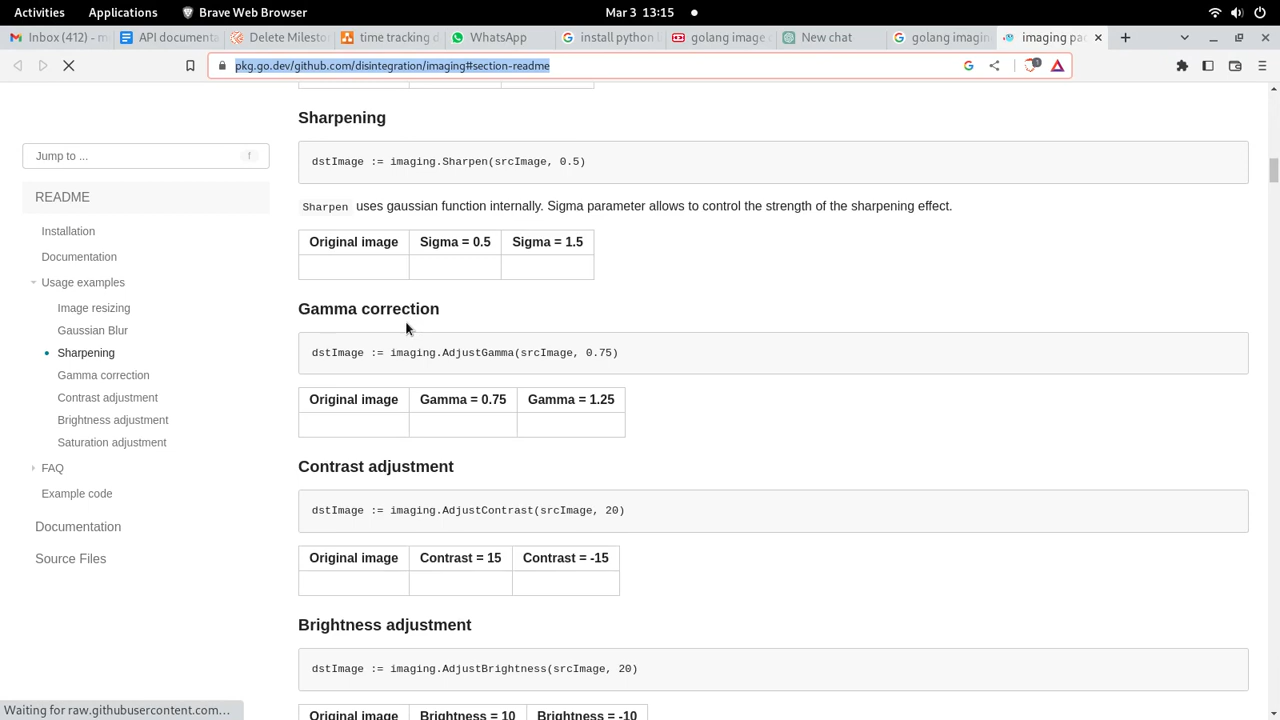 Activities Applications Brave Web Browser Mar 3 13:15
Inbox (412) - m API documenta Delete Milesto time tracking d WhatsApp install python l golang image New chat golang imagin imaging pac
pkg.go.dev/github.com/disintegration/imaging#section-readme 1
Jump to ... f
README
Installation
Documentation
Usage examples
Image resizing
Gaussian Blur
Sharpening
Gamma correction
Contrast adjustment
Brightness adjustment
Saturation adjustment
FAQ
Example code
Documentation
Source Files
Sharpening
dstImage := imaging.Sharpen(srcImage, 0.5)
Sharpen uses gaussian function internally. Sigma parameter allows to control the strength of the sharpening effect.
Original image Sigma = 0.5 Sigma = 1.5
Gamma correction
dstImage := imaging.AdjustGamma(srcImage, 0.75)
Original image Gamma = 0.75 Gamma = 1.25
Contrast adjustment
dstImage := imaging.AdjustContrast(srcImage, 20)
Original image Contrast = 15 Contrast = -15
Brightness adjustment
dstImage := imaging.AdjustBrightness(srcImage, 20)
Original image Brightness = 10 Brightness = -10
Waiting for raw.githubusercontent.com...